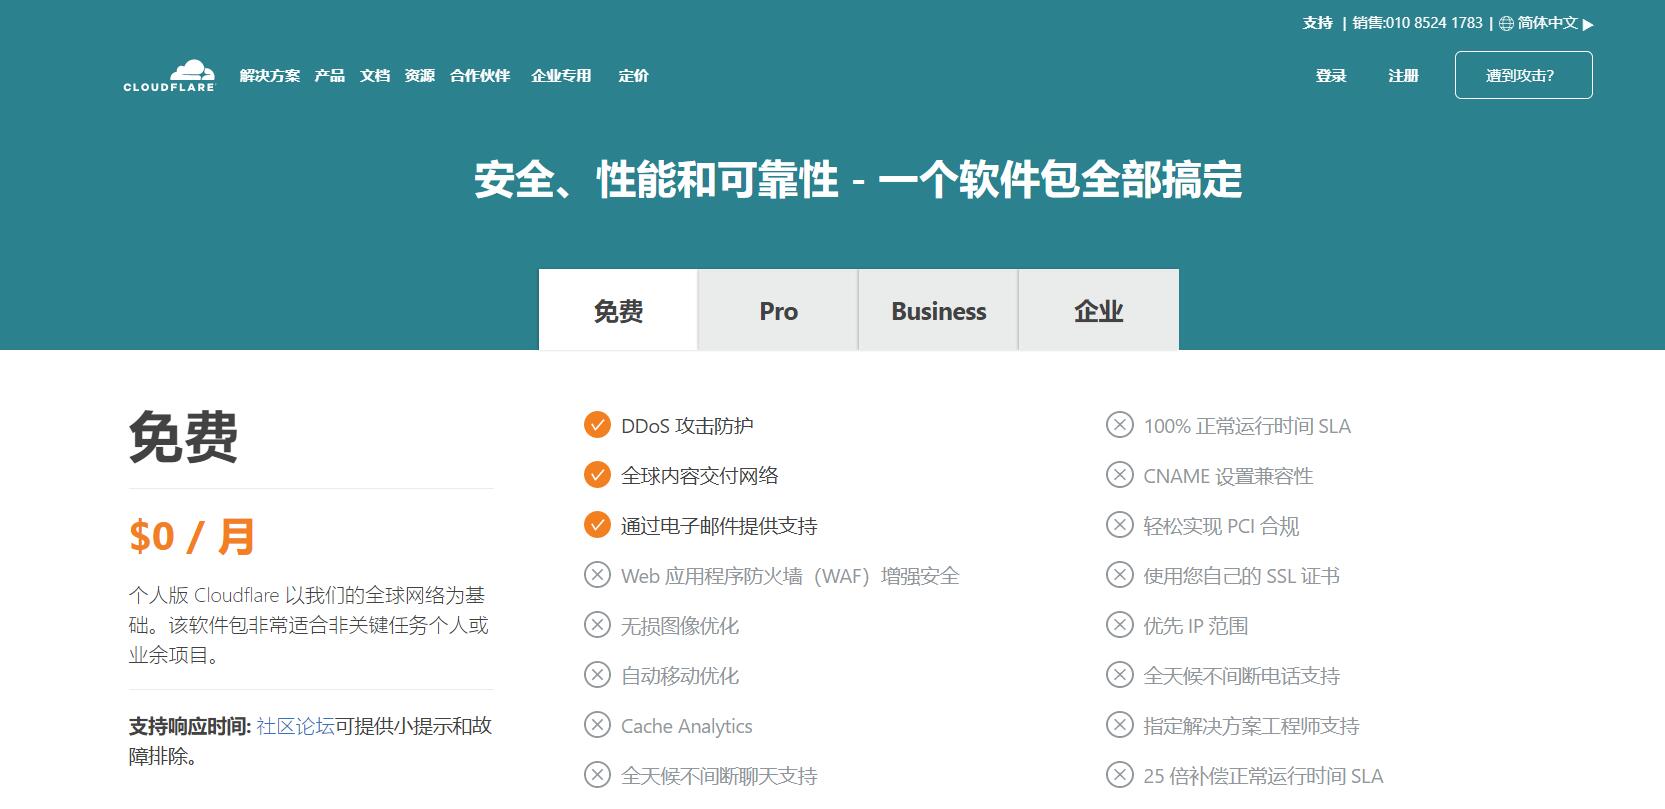 支持 | 销售:010 8524 1783 | 简体中文
CLOUDFLARE 解决方案 产品 文档 资源 合作伙伴 企业专用 定价 登录 注册 遭到攻击?
安全、性能和可靠性 - 一个软件包全部搞定
免费 Pro Business 企业
免费
$0 / 月
个人版 Cloudflare 以我们的全球网络为基
础。该软件包非常适合非关键任务个人或
业余项目。
支持响应时间: 社区论坛可提供小提示和故
障排除。
DDoS 攻击防护
全球内容交付网络
通过电子邮件提供支持
Web 应用程序防火墙（WAF）增强安全
无损图像优化
自动移动优化
Cache Analytics
全天候不间断聊天支持
100% 正常运行时间 SLA
CNAME 设置兼容性
轻松实现 PCI 合规
使用您自己的 SSL 证书
优先 IP 范围
全天候不间断电话支持
指定解决方案工程师支持
25 倍补偿正常运行时间 SLA